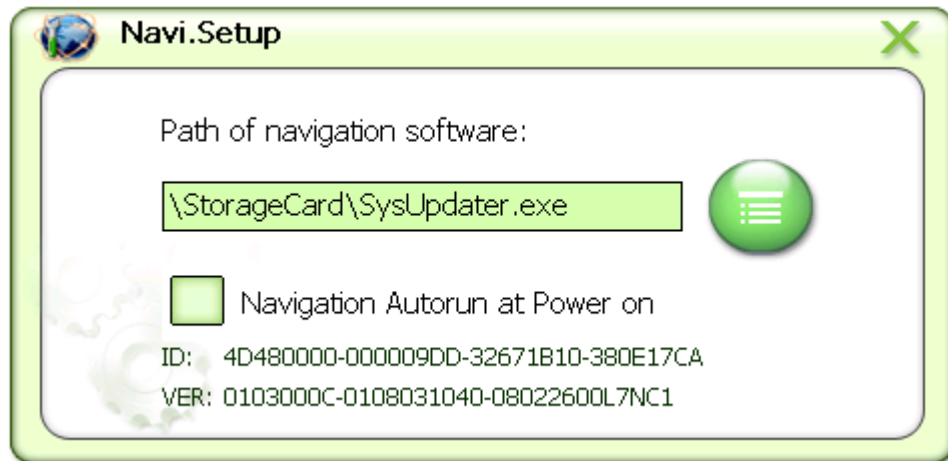 Navi.Setup
Path of navigation software:
\StorageCard\SysUpdater.exe
Navigation Autorun at Power on
ID: 4D480000-000009DD-32671B10-380E17CA
VER: 0103000C-0108031040-08022600L7NC1